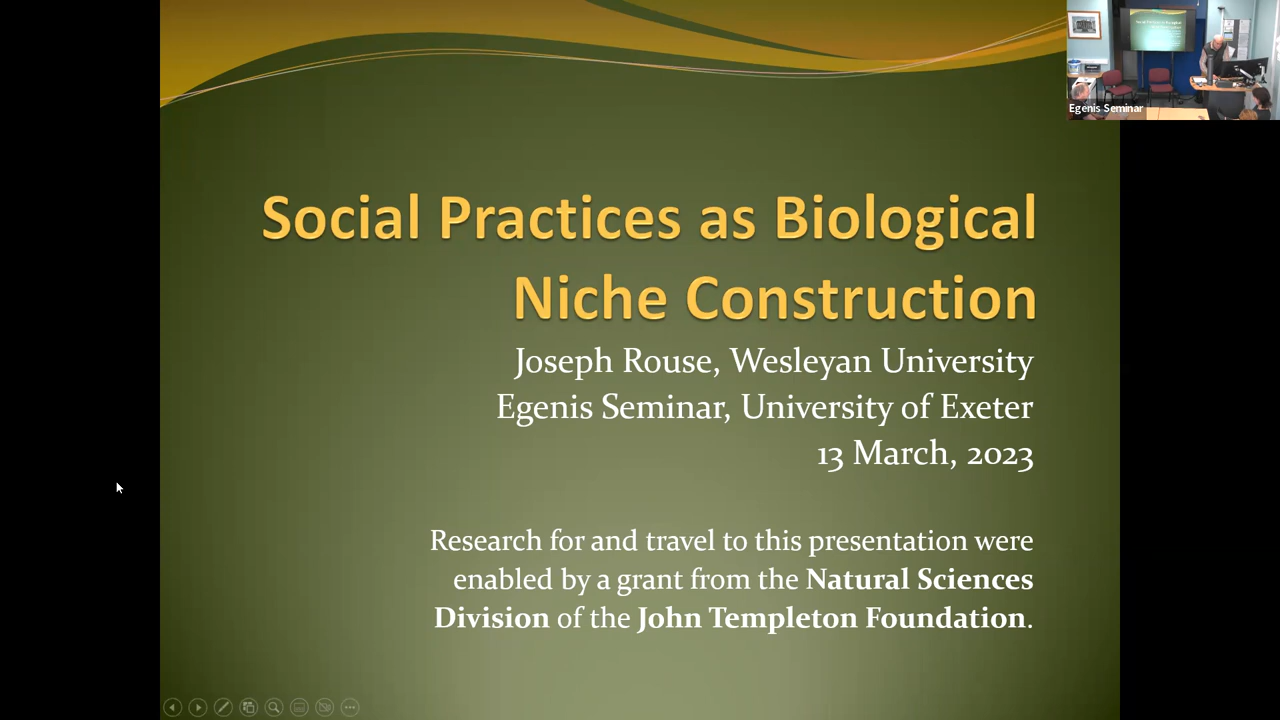 Egenis Seminar
Social Practices as Biological
Niche Construction
Joseph Rouse, Wesleyan University
Egenis Seminar, University of Exeter
13 March, 2023
Research for and travel to this presentation were
enabled by a grant from the Natural Sciences
Division of the John Templeton Foundation.